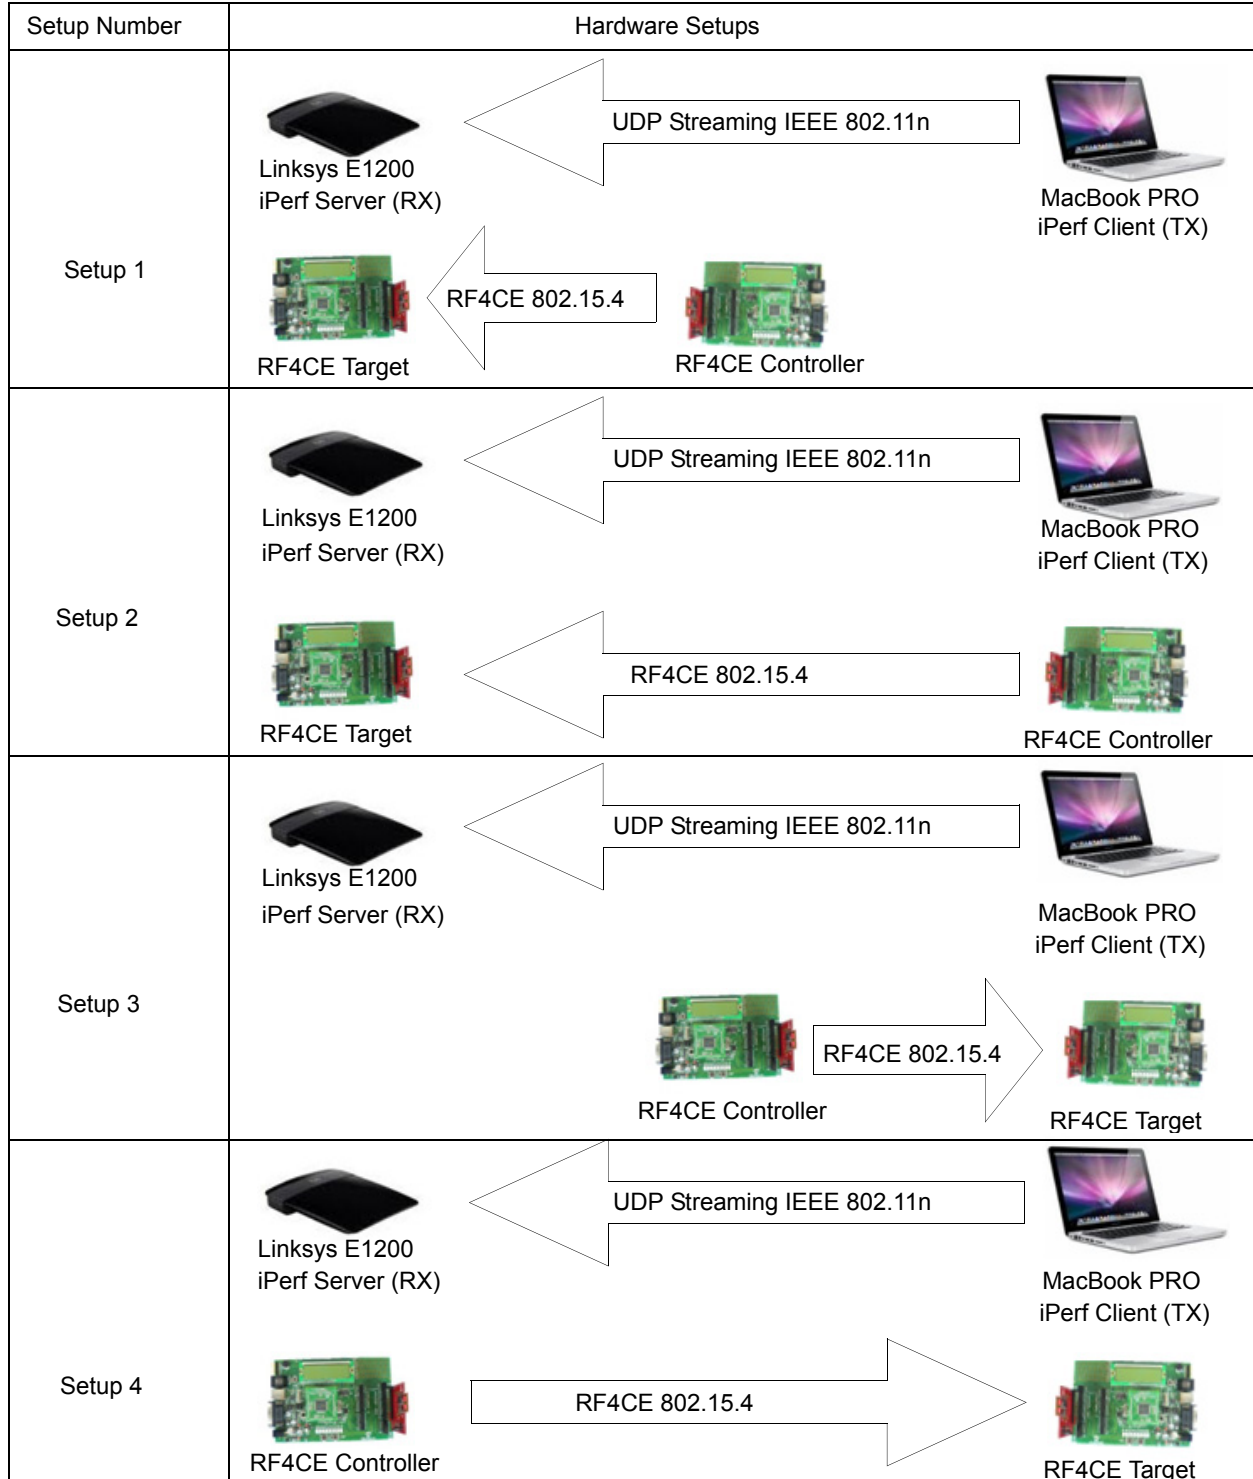 Setup Number
Hardware Setups
UDP Streaming IEEE 802.11n
Linksys E1200
iPerf Server (RX)
MacBook PRO
iPerf Client (TX)
Setup 1
RF4CE 802.15.4
RF4CE Target
RF4CE Controller
UDP Streaming IEEE 802.11n
Linksys E1200
iPerf Server (RX)
MacBook PRO
iPerf Client (TX)
Setup 2
RF4CE 802.15.4
RF4CE Target
RF4CE Controller
UDP Streaming IEEE 802.11n
Linksys E1200
iPerf Server (RX)
MacBook PRO
iPerf Client (TX)
Setup 3
RF4CE 802.15.4
RF4CE Controller
RF4CE Target
UDP Streaming IEEE 802.11n
Linksys E1200
iPerf Server (RX)
MacBook PRO
iPerf Client (TX)
Setup 4
RF4CE 802.15.4
RF4CE Controller
RF4CE Target